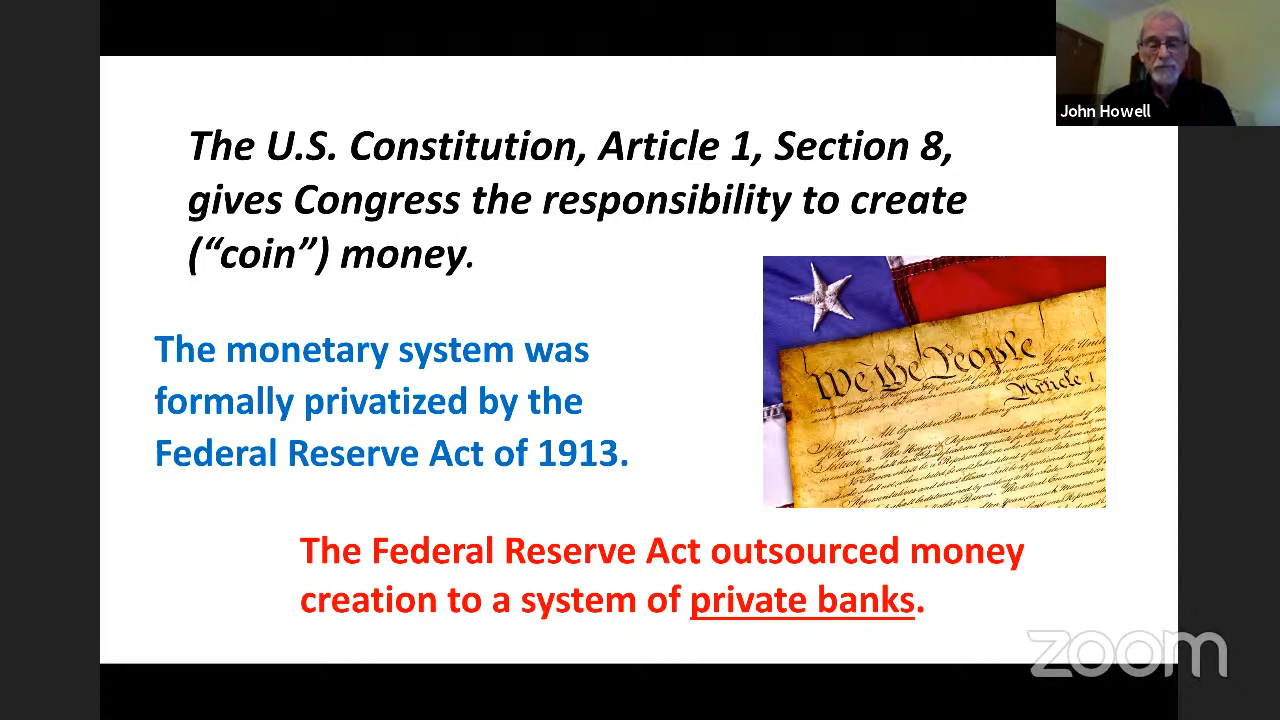 John Howell
The U.S. Constitution, Article 1, Section 8,
gives Congress the responsibility to create
(“coin”) money.
The monetary system was
formally privatized by the
Federal Reserve Act of 1913.
We the People
Article 1
The Federal Reserve Act outsourced money
creation to a system of private banks.
zoom